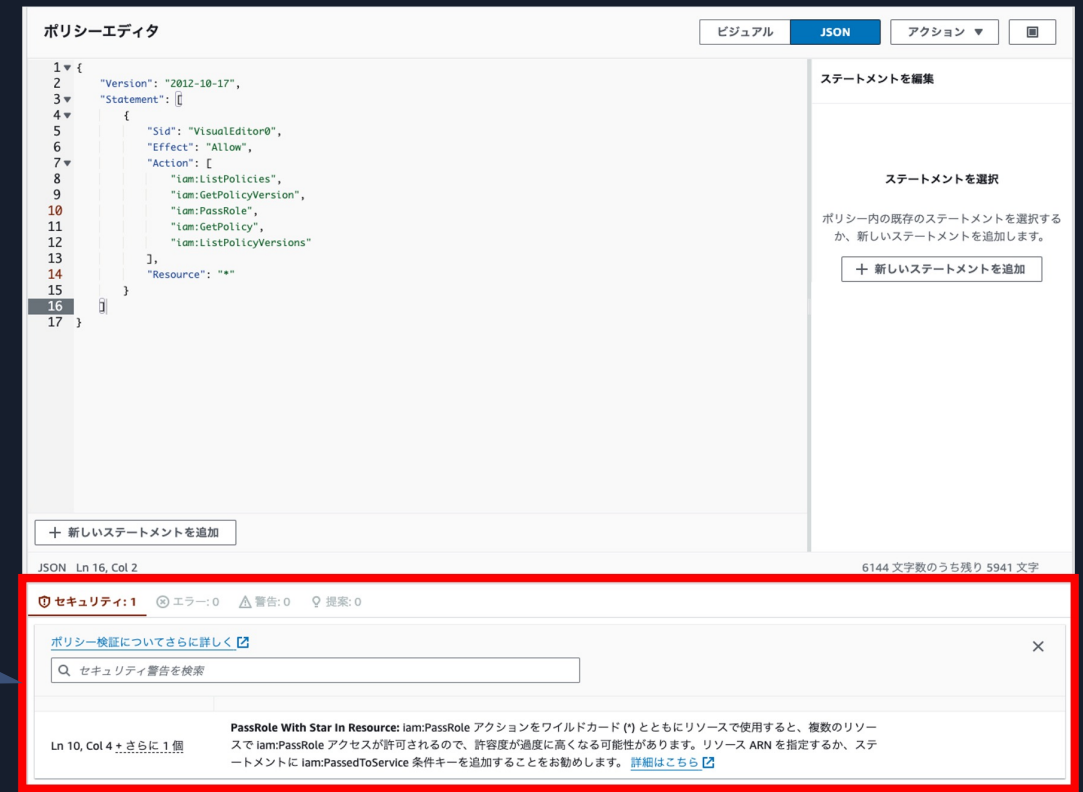 ポリシーエディタ
ビジュアル JSON アクション ▼
1 {
2 "Version": "2012-10-17",
3 "Statement": [
4 {
5 "Sid": "VisualEditor0",
6 "Effect": "Allow",
7 "Action": [
8 "iam:ListPolicies",
9 "iam:GetPolicyVersion",
10 "iam:PassRole",
11 "iam:GetPolicy",
12 "iam:ListPolicyVersions"
13 ],
14 "Resource": "*"
15 }
16 ]
17 }
ステートメントを編集
ステートメントを選択
ポリシー内の既存のステートメントを選択する
か、新しいステートメントを追加します。
+ 新しいステートメントを追加
+ 新しいステートメントを追加
JSON Ln 16, Col 2
6144 文字数のうち残り 5941 文字
セキュリティ: 1 エラー: 0 警告: 0 提案: 0
ポリシー検証についてさらに詳しく
セキュリティ警告を検索
Ln 10, Col 4 + さらに 1 個
PassRole With Star In Resource: iam:PassRole アクションをワイルドカード (*) とともにリソースで使用すると、複数のリソー
スで iam:PassRole アクセスが許可されるので、許容度が過度に高くなる可能性があります。リソース ARN を指定するか、ステ
ートメントに iam:PassedToService 条件キーを追加することをお勧めします。 詳細はこちら